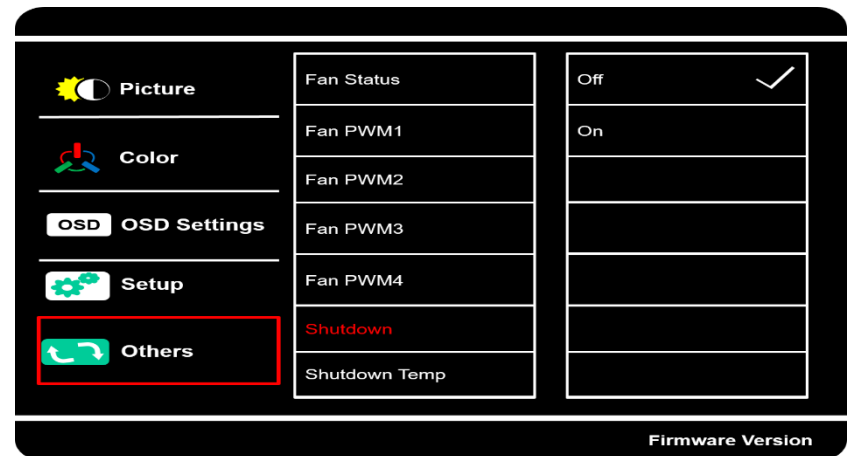 Picture
Color
OSD OSD Settings
Setup
Others
Fan Status
Fan PWM1
Fan PWM2
Fan PWM3
Fan PWM4
Shutdown
Shutdown Temp
Off
On
Firmware Version